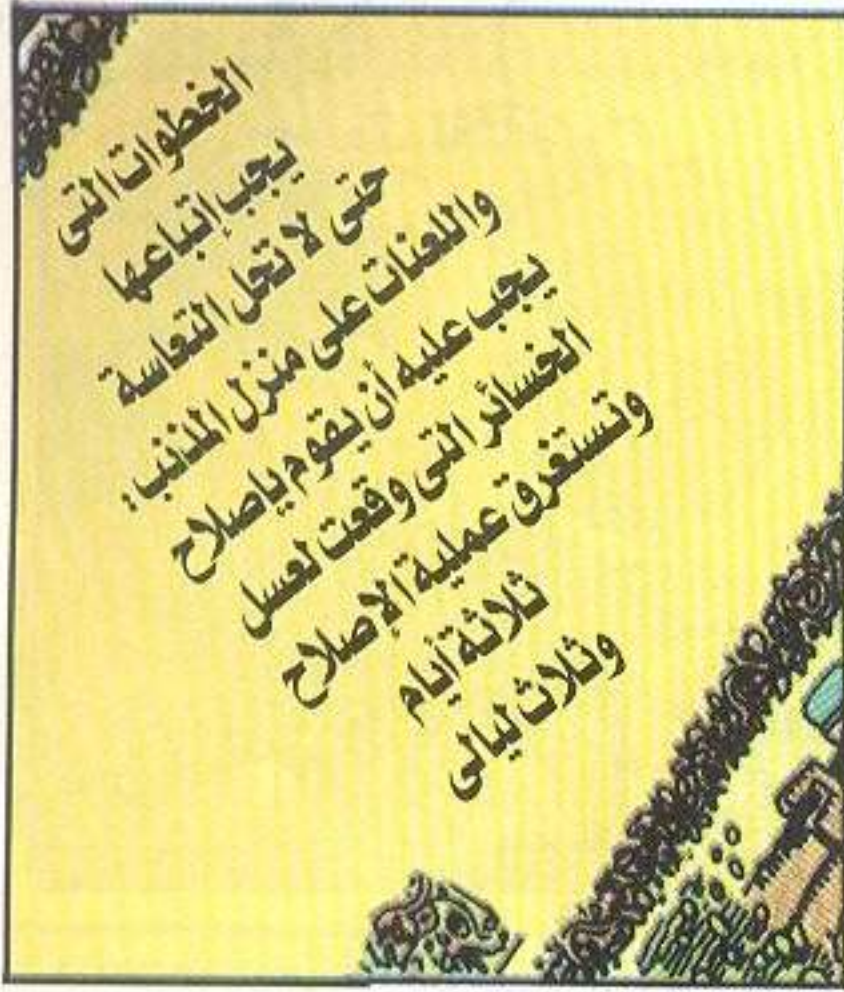 الخطوات التى
يجب إتباعها
حتى لا تحل التعاسة
واللعنات على منزل المذنب :
يجب عليه أن يقوم بإصلاح
الخسائر التى وقعت لعسل
وتستغرق عملية الإصلاح
ثلاثة أيام
وثلاث ليالى